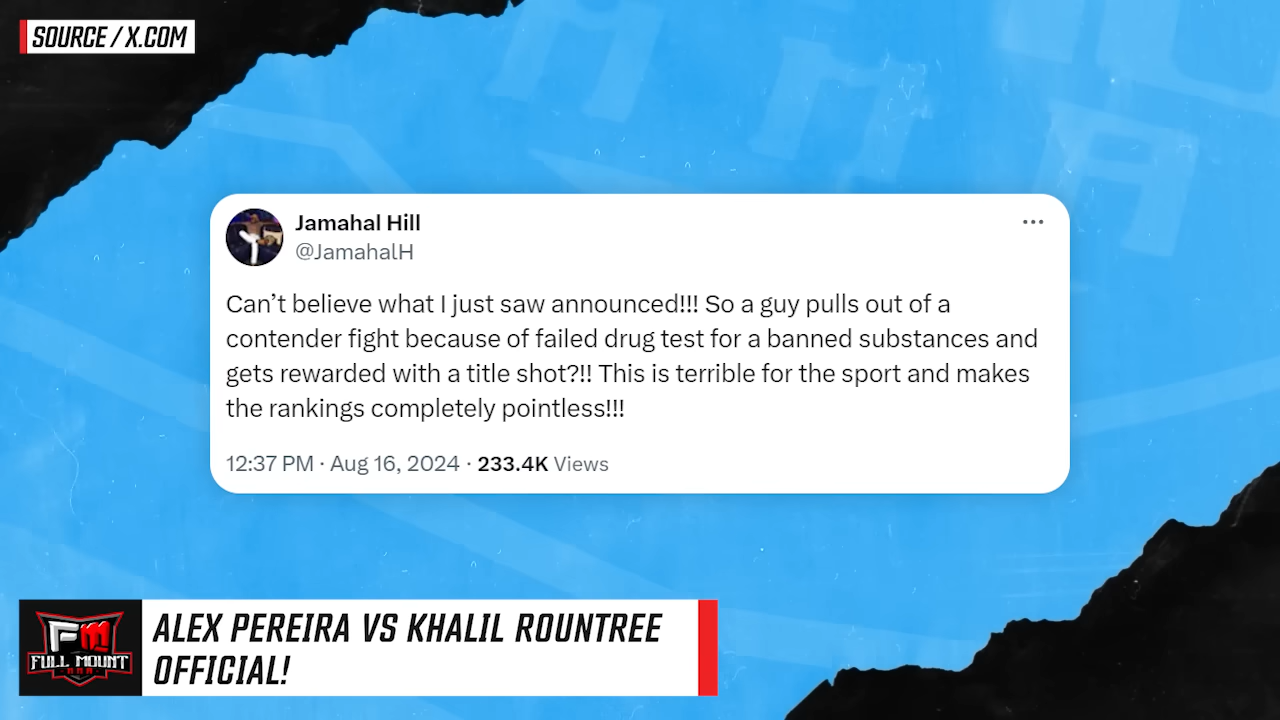 SOURCE / X.COM
Jamahal Hill
@JamahalH
Can’t believe what I just saw announced!!! So a guy pulls out of a
contender fight because of failed drug test for a banned substances and
gets rewarded with a title shot?!! This is terrible for the sport and makes
the rankings completely pointless!!!
12:37 PM · Aug 16, 2024 · 233.4K Views
FM
FULL MOUNT
MMA
ALEX PEREIRA VS KHALIL ROUNTREE
OFFICIAL!